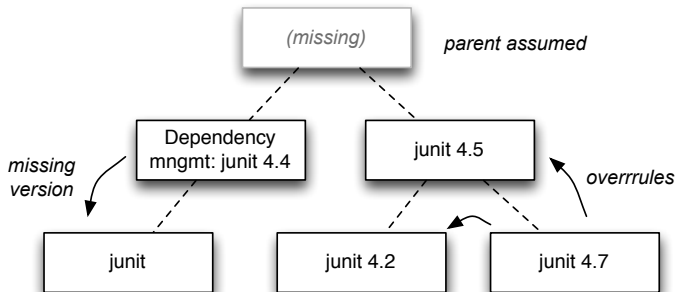 (missing)
parent assumed
Dependency
mngmt: junit 4.4
junit 4.5
missing
version
overrrules
junit
junit 4.2
junit 4.7